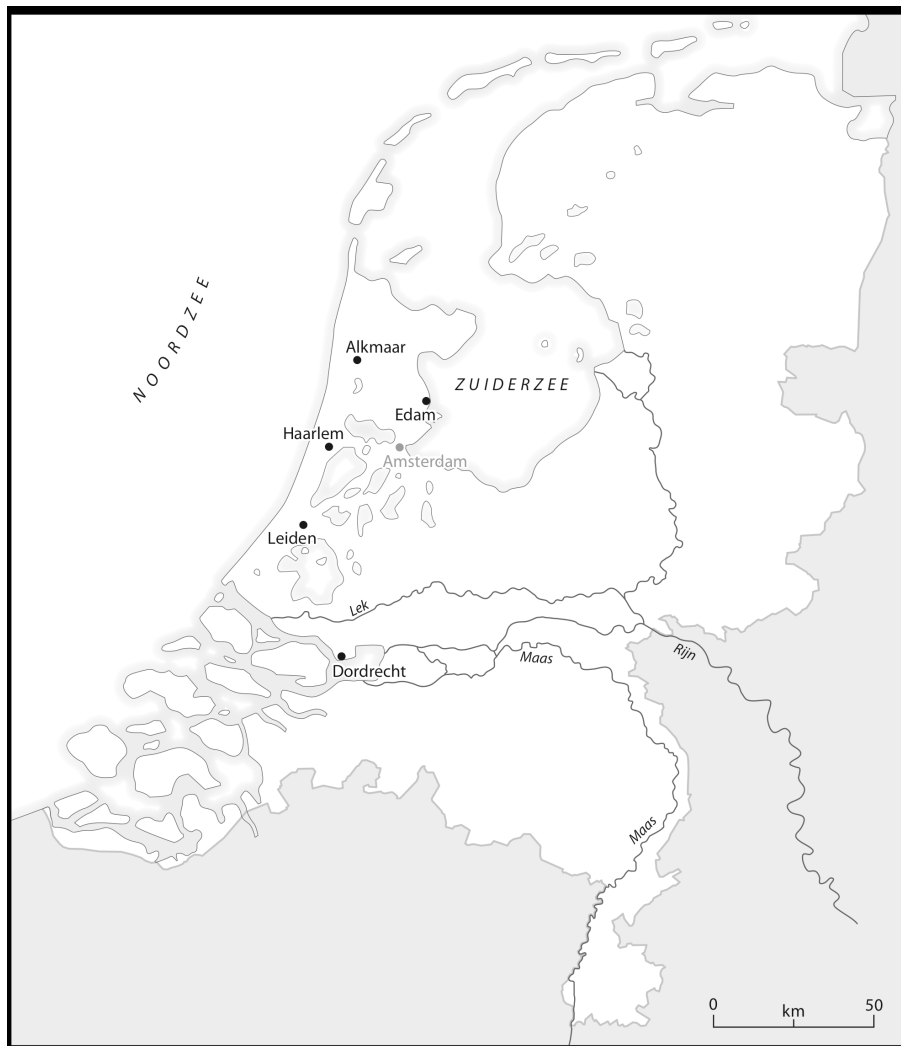 NOORDZEE
Alkmaar
ZUIDERZEE
Edam
Haarlem
Amsterdam
Leiden
Lek
Dordrecht
Maas
Rijn
Maas
0 km 50